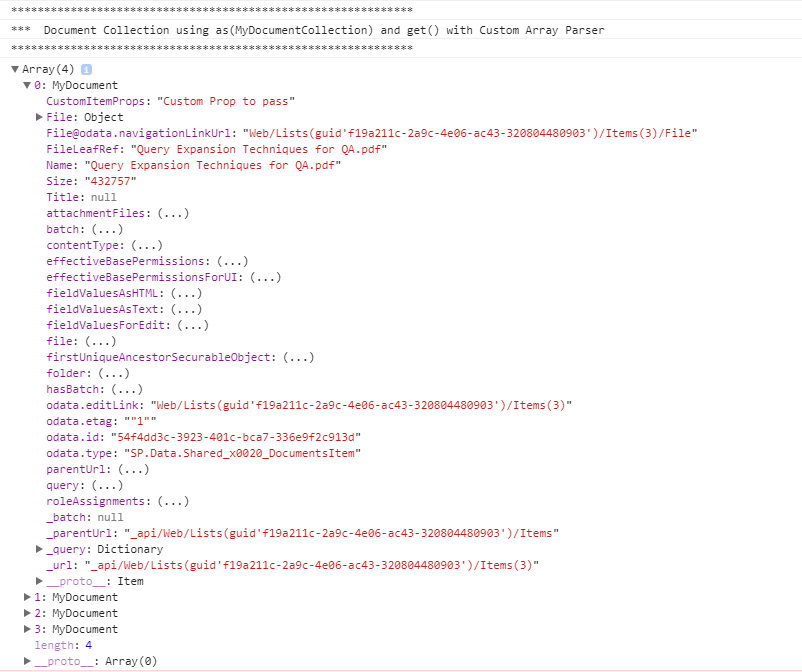 *************************************************************
***  Document Collection using as(MyDocumentCollection) and get() with Custom Array Parser
*************************************************************
▼Array(4) i
▼0: MyDocument
CustomItemProps: "Custom Prop to pass"
▶File: Object
File@odata.navigationLinkUrl: "Web/Lists(guid'f19a211c-2a9c-4e06-ac43-320804480903')/Items(3)/File"
FileLeafRef: "Query Expansion Techniques for QA.pdf"
Name: "Query Expansion Techniques for QA.pdf"
Size: "432757"
Title: null
attachmentFiles: (...)
batch: (...)
contentType: (...)
effectiveBasePermissions: (...)
effectiveBasePermissionsForUI: (...)
fieldValuesAsHTML: (...)
fieldValuesAsText: (...)
fieldValuesForEdit: (...)
file: (...)
firstUniqueAncestorSecurableObject: (...)
folder: (...)
hasBatch: (...)
odata.editLink: "Web/Lists(guid'f19a211c-2a9c-4e06-ac43-320804480903')/Items(3)"
odata.etag: ""1""
odata.id: "54f4dd3c-3923-401c-bca7-336e9f2c913d"
odata.type: "SP.Data.Shared_x0020_DocumentsItem"
parentUrl: (...)
query: (...)
roleAssignments: (...)
_batch: null
_parentUrl: "_api/Web/Lists(guid'f19a211c-2a9c-4e06-ac43-320804480903')/Items"
▶_query: Dictionary
_url: "_api/Web/Lists(guid'f19a211c-2a9c-4e06-ac43-320804480903')/Items(3)"
▶__proto__: Item
▶1: MyDocument
▶2: MyDocument
▶3: MyDocument
length: 4
▶__proto__: Array(0)